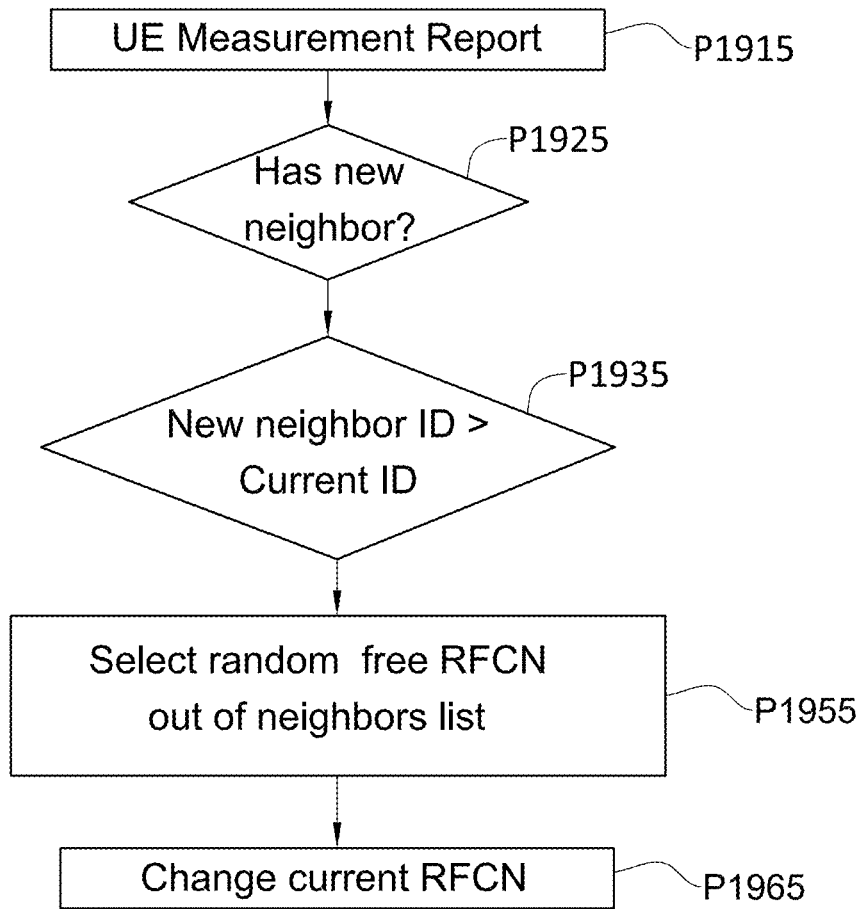 UE Measurement Report
P1915
P1925
Has new
neighbor?
P1935
New neighbor ID >
Current ID
Select random free RFCN
out of neighbors list
P1955
Change current RFCN
P1965